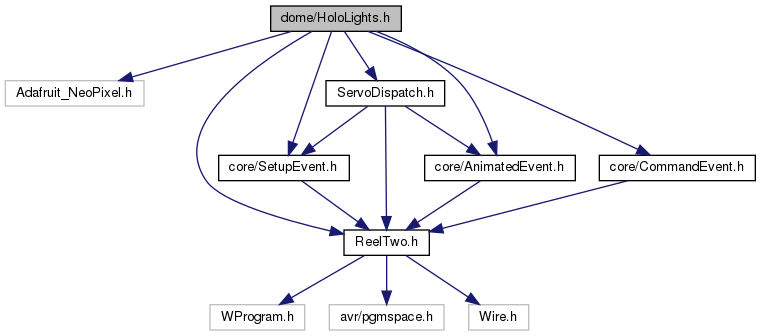 dome/HoloLights.h
Adafruit_NeoPixel.h
ServoDispatch.h
core/SetupEvent.h
core/AnimatedEvent.h
core/CommandEvent.h
ReelTwo.h
WProgram.h
avr/pgmspace.h
Wire.h